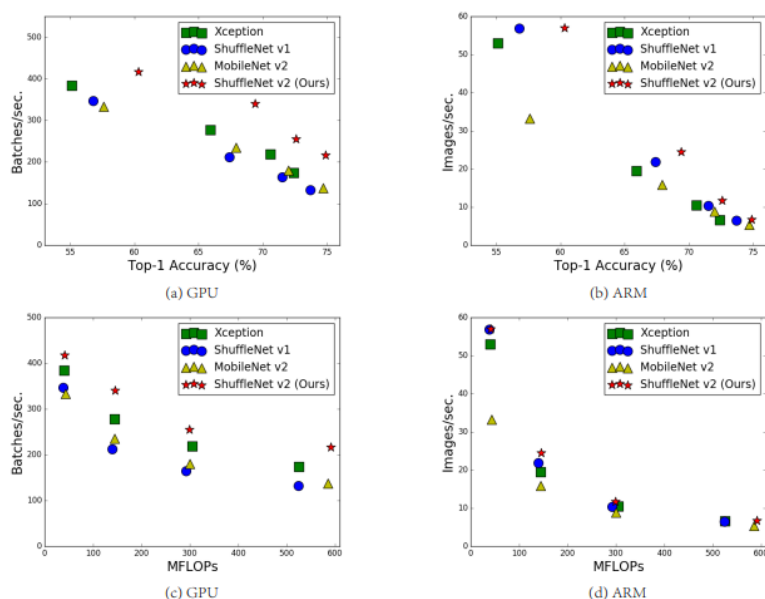 Xception
ShuffleNet v1
MobileNet v2
ShuffleNet v2 (Ours)
Batches/sec.
500
400
300
200
100
0
55 60 65 70 75
Top-1 Accuracy (%)
(a) GPU
Xception
ShuffleNet v1
MobileNet v2
ShuffleNet v2 (Ours)
Images/sec.
60
50
40
30
20
10
0
55 60 65 70 75
Top-1 Accuracy (%)
(b) ARM
Xception
ShuffleNet v1
MobileNet v2
ShuffleNet v2 (Ours)
Batches/sec.
500
400
300
200
100
0
0 100 200 300 400 500 600
MFLOPs
(c) GPU
Xception
ShuffleNet v1
MobileNet v2
ShuffleNet v2 (Ours)
Images/sec.
60
50
40
30
20
10
0
0 100 200 300 400 500 600
MFLOPs
(d) ARM